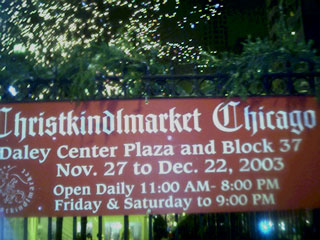 Christkindlmarket Chicago
Daley Center Plaza and Block 37
Nov. 27 to Dec. 22, 2003
Open Daily 11:00 AM- 8:00 PM
Friday & Saturday to 9:00 PM